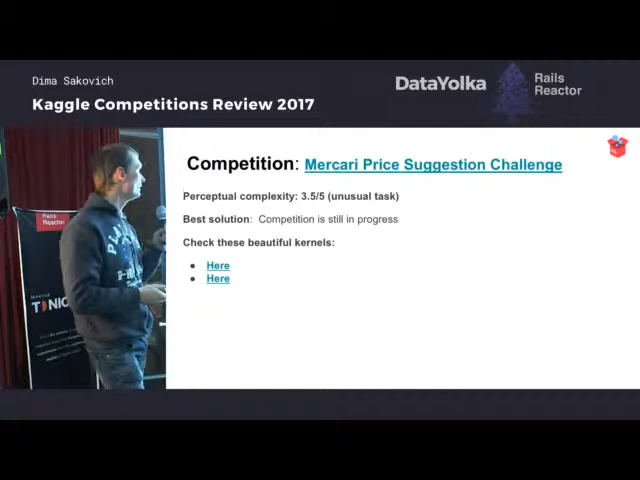 Dima Sakovich
Kaggle Competitions Review 2017
DataYolka
Rails
Reactor
Competition: Mercari Price Suggestion Challenge
Perceptual complexity: 3.5/5 (unusual task)
Best solution: Competition is still in progress
Check these beautiful kernels:
● Here
● Here
Rails
Reactor